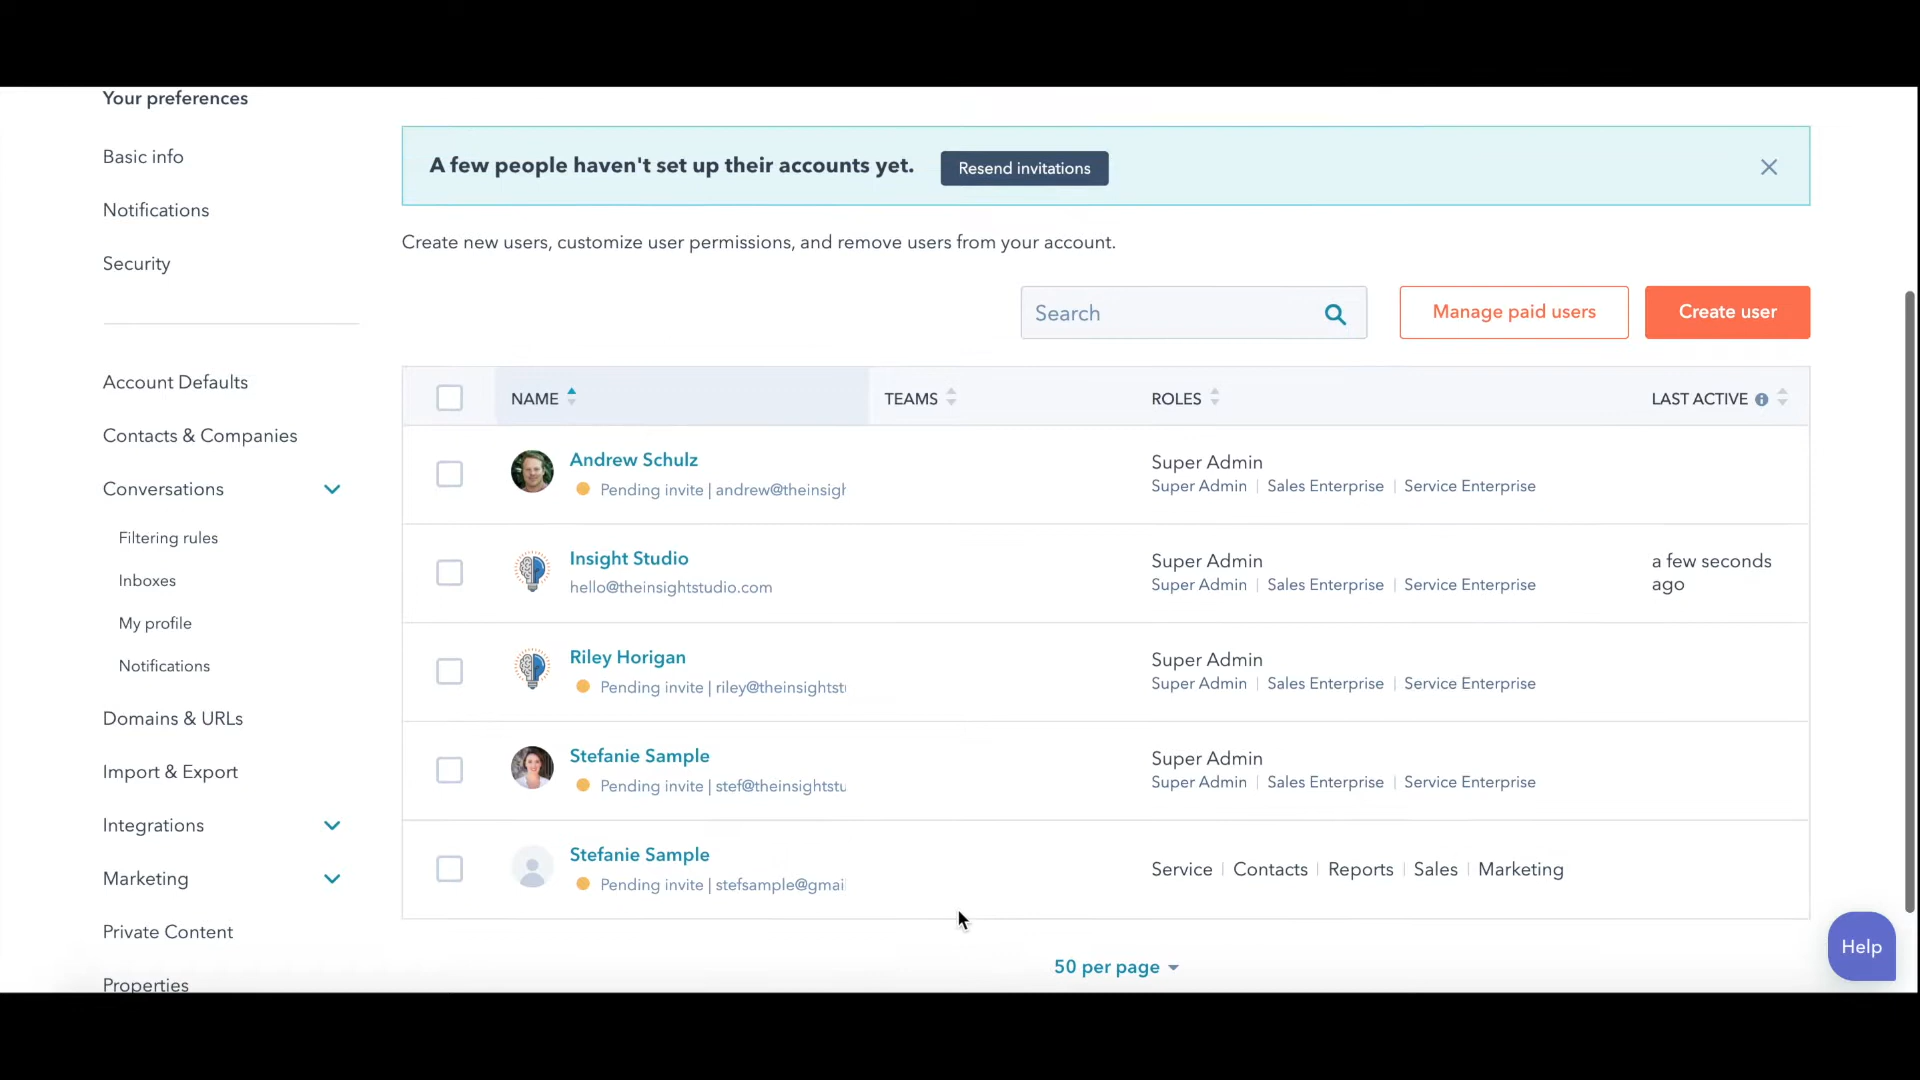 Your preferences
Basic info
Notifications
Security
Account Defaults
Contacts & Companies
Conversations
Filtering rules
Inboxes
My profile
Notifications
Domains & URLs
Import & Export
Integrations
Marketing
Private Content
Properties
A few people haven't set up their accounts yet. Resend invitations
Create new users, customize user permissions, and remove users from your account.
Search Manage paid users Create user
NAME TEAMS ROLES LAST ACTIVE
Andrew Schulz Super Admin
Pending invite | andrew@theinsigh Super Admin | Sales Enterprise | Service Enterprise
Insight Studio Super Admin a few seconds
hello@theinsightstudio.com Super Admin | Sales Enterprise | Service Enterprise ago
Riley Horigan Super Admin
Pending invite | riley@theinsightst Super Admin | Sales Enterprise | Service Enterprise
Stefanie Sample Super Admin
Pending invite | stef@theinsightstu Super Admin | Sales Enterprise | Service Enterprise
Stefanie Sample Service | Contacts | Reports | Sales | Marketing
Pending invite | stefsample@gmai
50 per page
Help